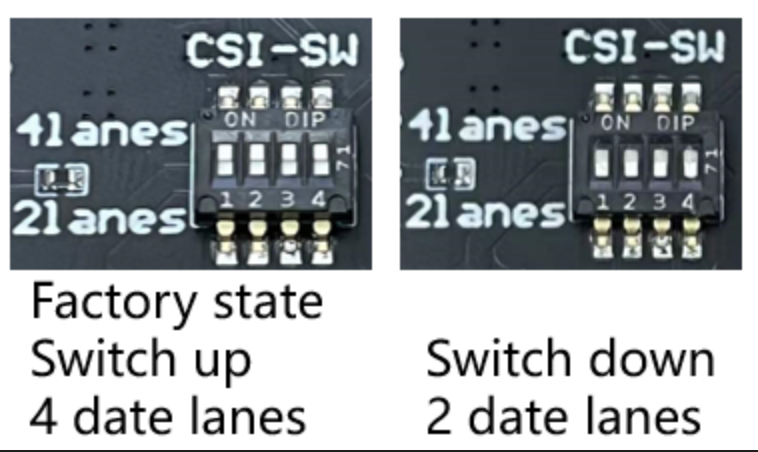 CSI-SW
ON DIP
4lanes
71
1 2 3 4
2lanes
Factory state
Switch up
4 date lanes
CSI-SW
ON DIP
4lanes
71
1 2 3 4
2lanes
Switch down
2 date lanes